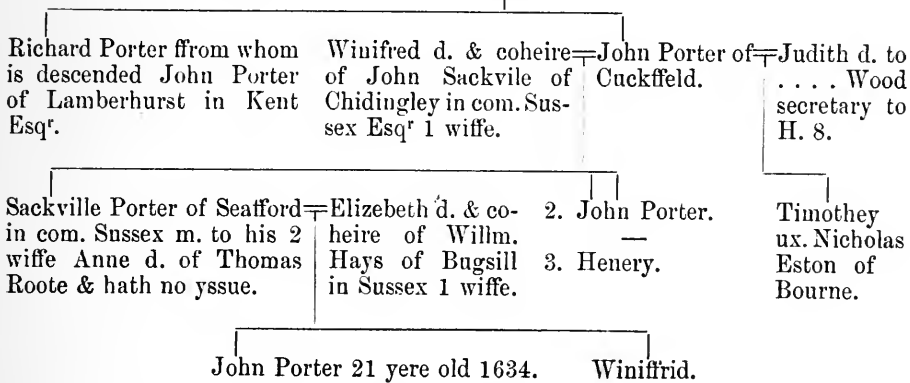 Richard Porter ffrom whom
is descended John Porter
of Lamberhurst in Kent
Esqʳ.
Winifred d. & coheire
of John Sackvile of
Chidingley in com. Sus-
sex Esqʳ 1 wiffe.
John Porter of
Cuckffeld.
Judith d. to
. . . . Wood
secretary to
H. 8.
Sackville Porter of Seafford
in com. Sussex m. to his 2
wiffe Anne d. of Thomas
Roote & hath no yssue.
Elizebeth d. & co-
heire of Willm.
Hays of Bugsill
in Sussex 1 wiffe.
2. John Porter.
—
3. Henery.
Timothey
ux. Nicholas
Eston of
Bourne.
John Porter 21 yere old 1634.
Winiffrid.